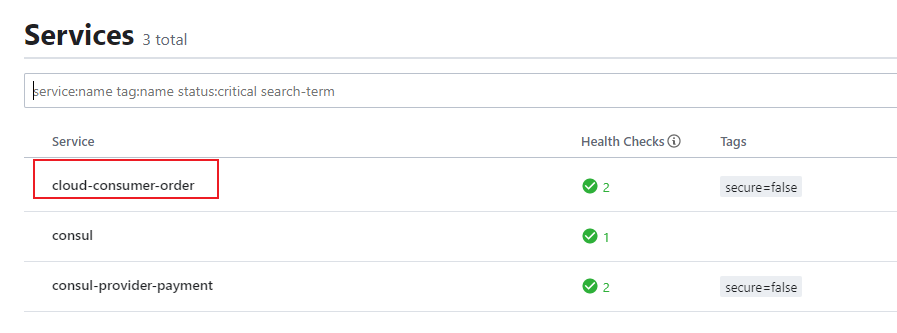 Services 3 total
service:name tag:name status:critical search-term
Service Health Checks Tags
cloud-consumer-order 2 secure=false
consul 1
consul-provider-payment 2 secure=false